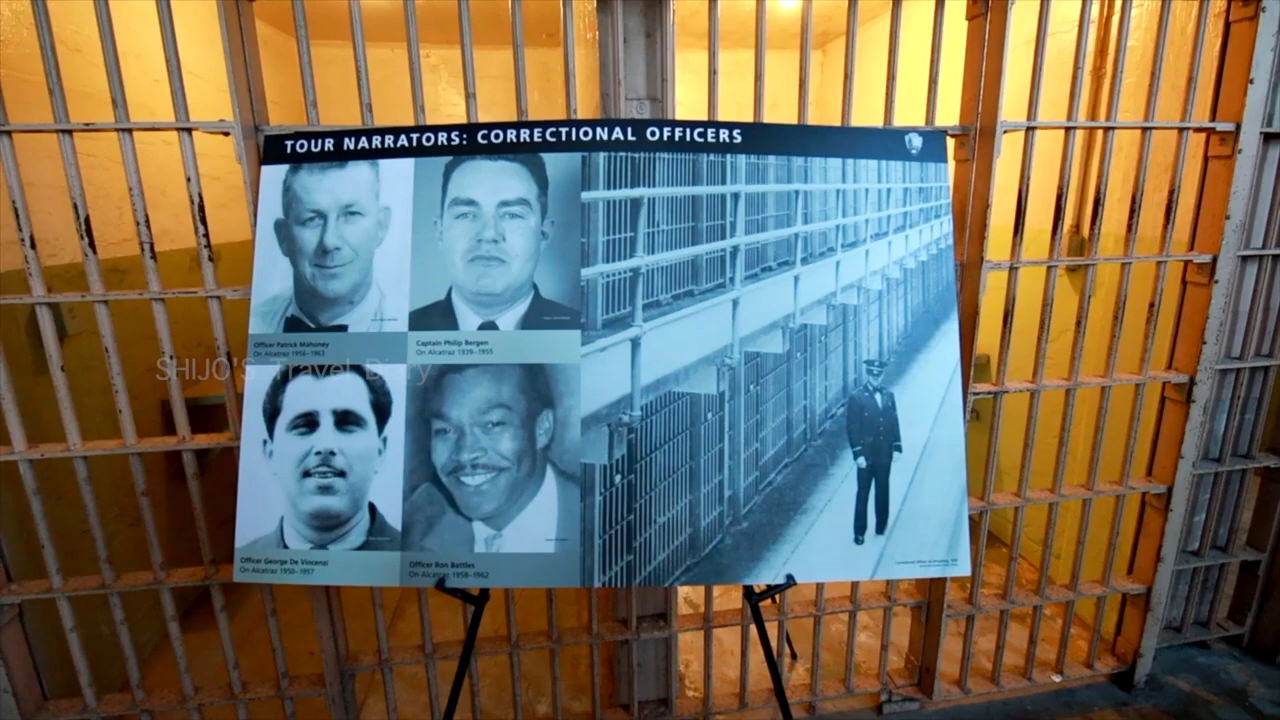 TOUR NARRATORS: CORRECTIONAL OFFICERS
Officer Patrick Mahoney
On Alcatraz 1956–1963
Captain Philip Bergen
On Alcatraz 1939–1955
SHIJO'S Travel Diary
Officer George De Vincenzi
On Alcatraz 1950–1957
Officer Ron Battles
On Alcatraz 1958–1962